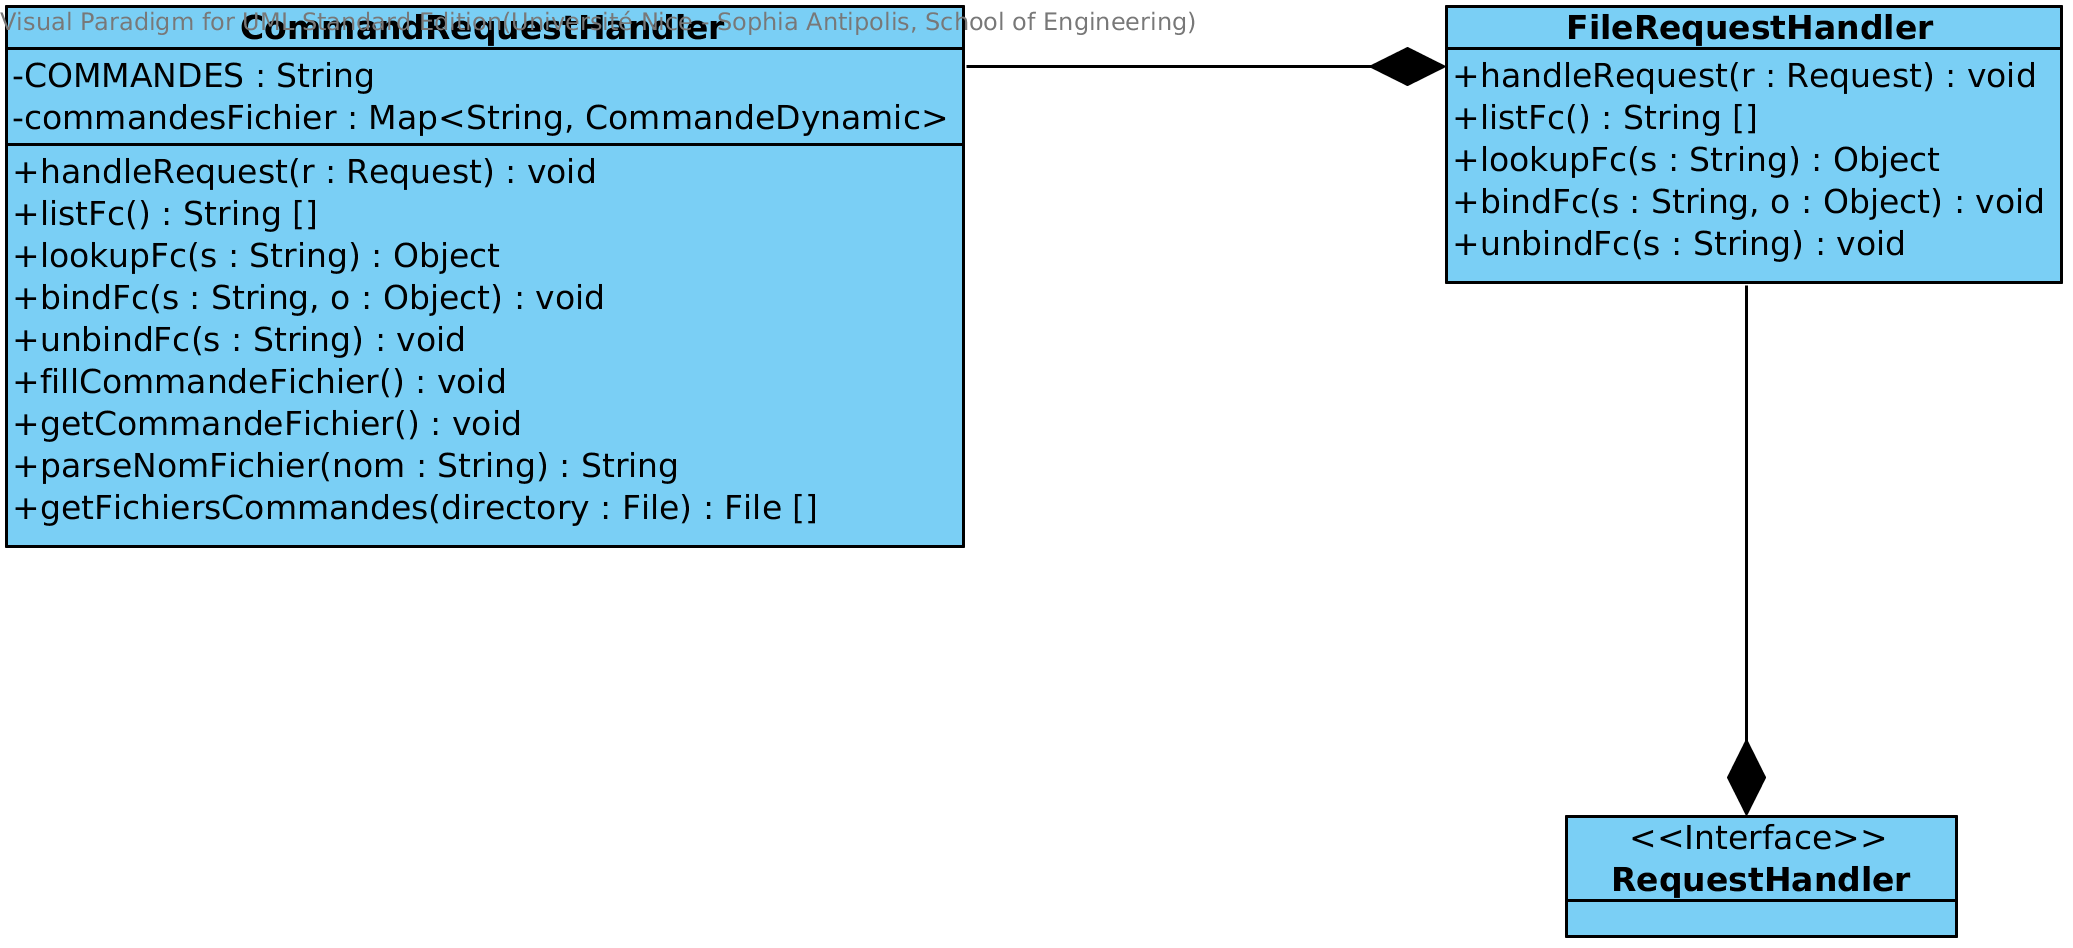 Visual Paradigm for UML Standard Edition(Université Nice - Sophia Antipolis, School of Engineering)
CommandRequestHandler
-COMMANDES : String
-commandesFichier : Map<String, CommandeDynamic>
+handleRequest(r : Request) : void
+listFc() : String []
+lookupFc(s : String) : Object
+bindFc(s : String, o : Object) : void
+unbindFc(s : String) : void
+fillCommandeFichier() : void
+getCommandeFichier() : void
+parseNomFichier(nom : String) : String
+getFichiersCommandes(directory : File) : File []
FileRequestHandler
+handleRequest(r : Request) : void
+listFc() : String []
+lookupFc(s : String) : Object
+bindFc(s : String, o : Object) : void
+unbindFc(s : String) : void
<<Interface>>
RequestHandler